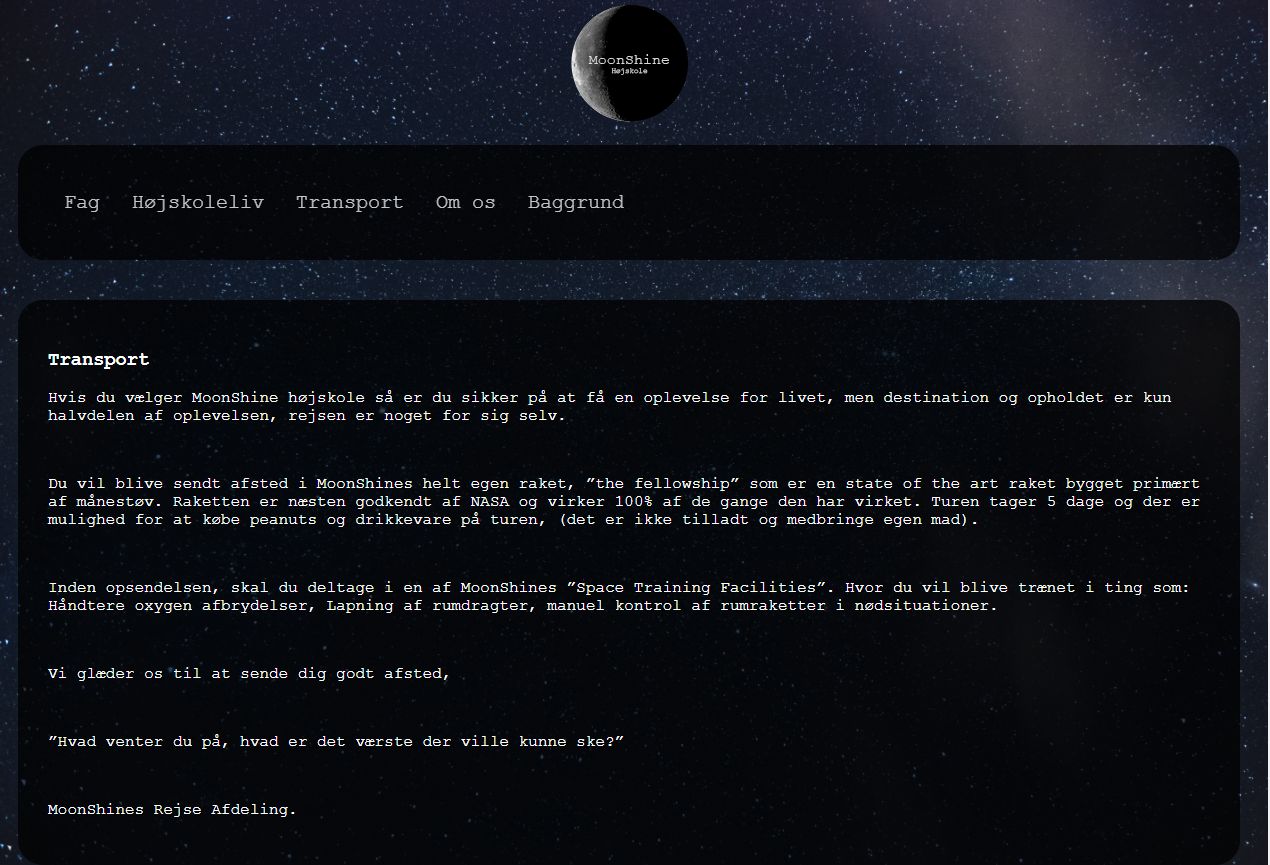 MoonShine
Højskole
Fag Højskoleliv Transport Om os Baggrund
Transport
Hvis du vælger MoonShine højskole så er du sikker på at få en oplevelse for livet, men destination og opholdet er kun
halvdelen af oplevelsen, rejsen er noget for sig selv.
Du vil blive sendt afsted i MoonShines helt egen raket, ”the fellowship” som er en state of the art raket bygget primært
af månestøv. Raketten er næsten godkendt af NASA og virker 100% af de gange den har virket. Turen tager 5 dage og der er
mulighed for at købe peanuts og drikkevare på turen, (det er ikke tilladt og medbringe egen mad).
Inden opsendelsen, skal du deltage i en af MoonShines ”Space Training Facilities”. Hvor du vil blive trænet i ting som:
Håndtere oxygen afbrydelser, Lapning af rumdragter, manuel kontrol af rumraketter i nødsituationer.
Vi glæder os til at sende dig godt afsted,
”Hvad venter du på, hvad er det værste der ville kunne ske?”
MoonShines Rejse Afdeling.